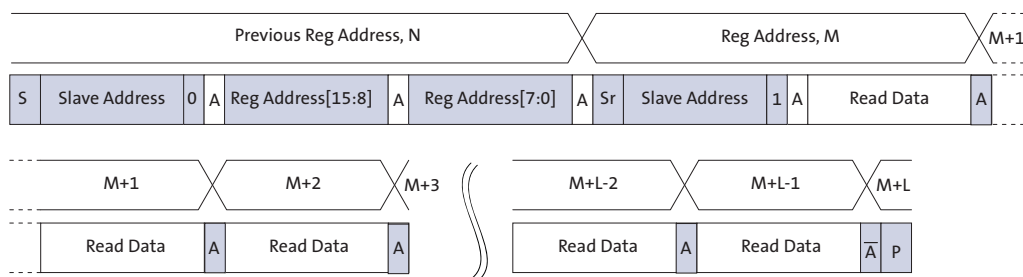 Previous Reg Address, N Reg Address, M M+1
S Slave Address 0 A Reg Address[15:8] A Reg Address[7:0] A Sr Slave Address 1 A Read Data A
M+1 M+2 M+3 M+L-2 M+L-1 M+L
Read Data A Read Data A Read Data A Read Data A̅ P